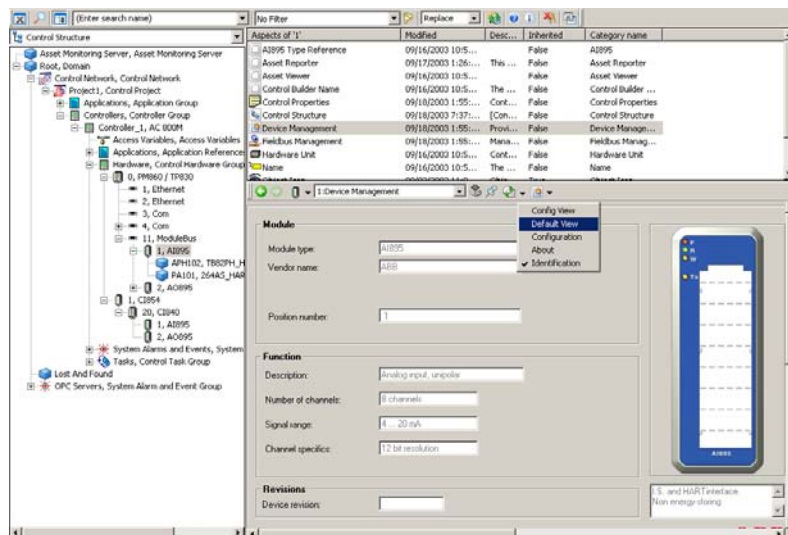 (Enter search name)
No Filter
Replace
Control Structure
Asset Monitoring Server, Asset Monitoring Server
Root, Domain
Control Network, Control Network
Project1, Control Project
Applications, Application Group
Controllers, Controller Group
Controller_1, AC 800M
Access Variables, Access Variables
Applications, Application Reference
Hardware, Control Hardware Group
0, PM860 / TP830
1, Ethernet
2, Ethernet
3, Com
4, Com
11, ModuleBus
1, AI895
APH102, TB82PH_H
PA101, 264AS_HAR
2, AO895
1, CI854
20, CI840
1, AI895
2, AO895
System Alarms and Events, System
Tasks, Control Task Group
Lost And Found
OPC Servers, System Alarm and Event Group
Aspects of '1' Modified Desc... Inherited Category name
AI895 Type Reference 09/16/2003 10:5... False AI895
Asset Reporter 09/17/2003 1:26:... This ... False Asset Reporter
Asset Viewer 09/16/2003 10:5... False Asset Viewer
Control Builder Name 09/16/2003 10:5... The ... False Control Builder ...
Control Properties 09/18/2003 1:55:... Cont... False Control Properties
Control Structure 09/18/2003 7:37:... [Con... False Control Structure
Device Management 09/18/2003 1:55:... Provi... False Device Manage...
Fieldbus Management 09/18/2003 1:55:... Mana... False Fieldbus Manag...
Hardware Unit 09/16/2003 10:5... Cont... False Hardware Unit
Name 09/16/2003 10:5... The ... False Name
1:Device Management
Config View
Default View
Configuration
About
Identification
Module
Module type: AI895
Vendor name: ABB
Position number: 1
Function
Description: Analog input, unipolar
Number of channels: 8 channels
Signal range: 4 ... 20 mA
Channel specifics: 12 bit resolution
Revisions
Device revision:
F
R
W
Tx
AI895
I.S. and HART interface
Non energy-storing